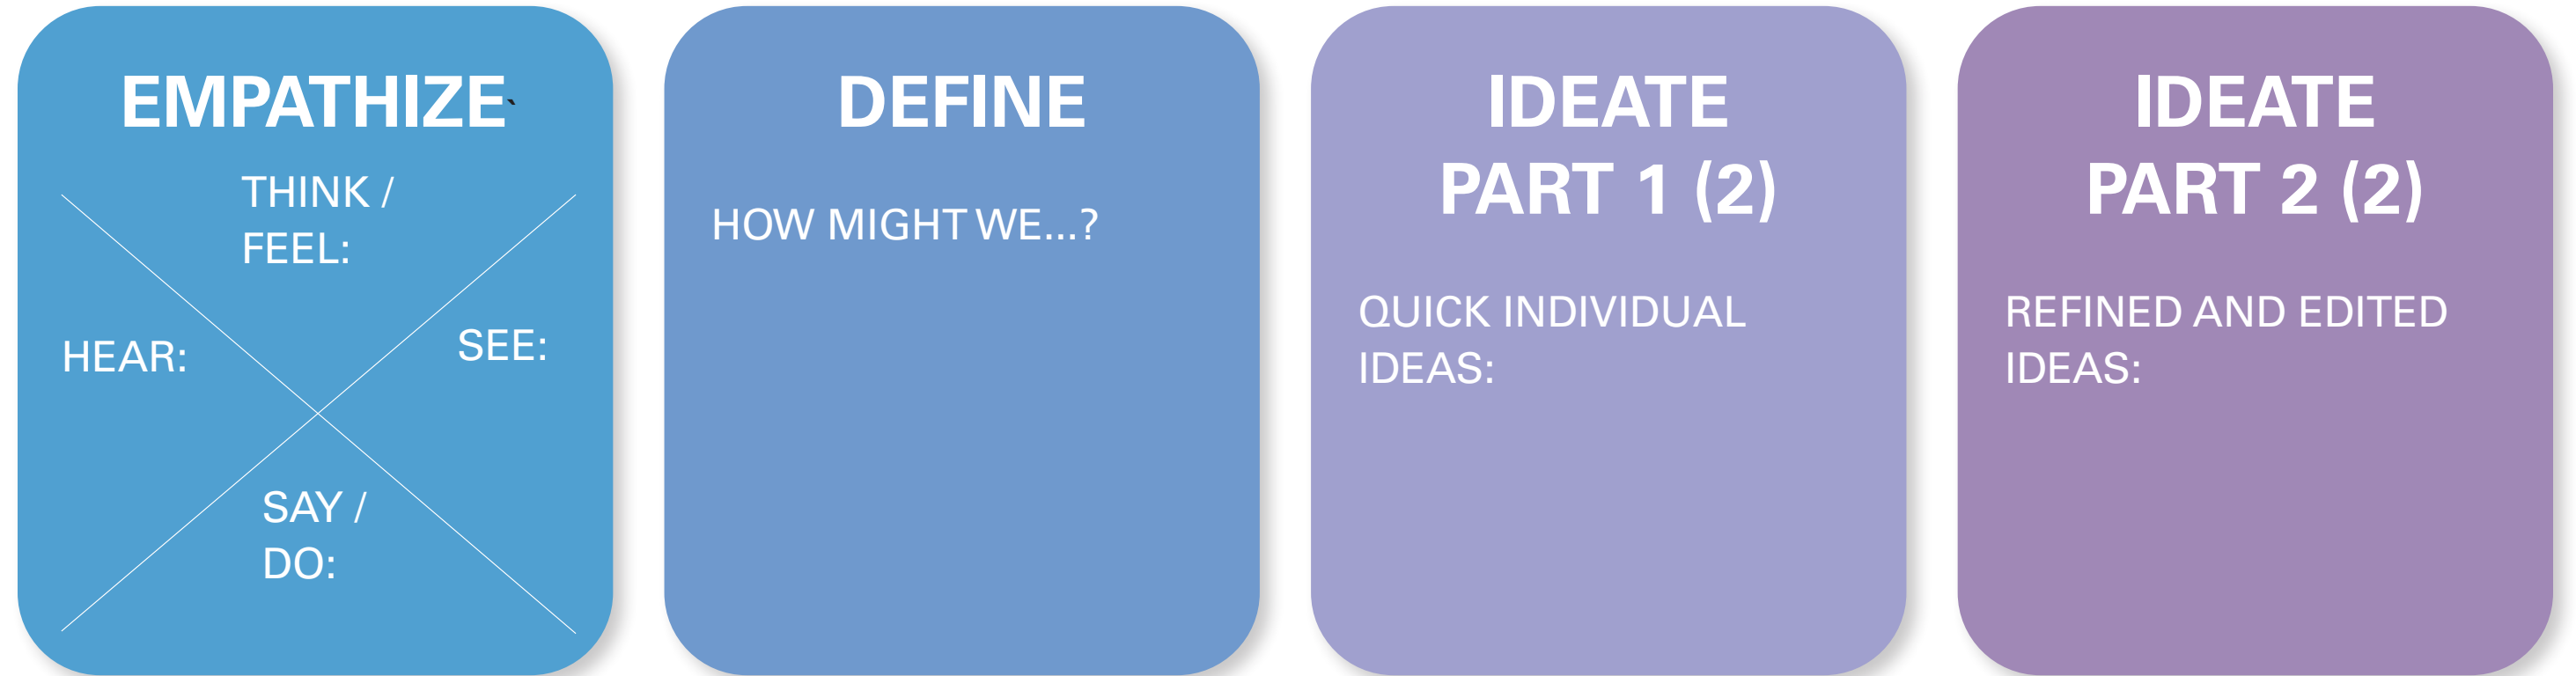 EMPATHIZE`
THINK /
FEEL:
HEAR:
SEE:
SAY /
DO:
DEFINE
HOW MIGHT WE...?
IDEATE
PART 1 (2)
QUICK INDIVIDUAL
IDEAS:
IDEATE
PART 2 (2)
REFINED AND EDITED
IDEAS: